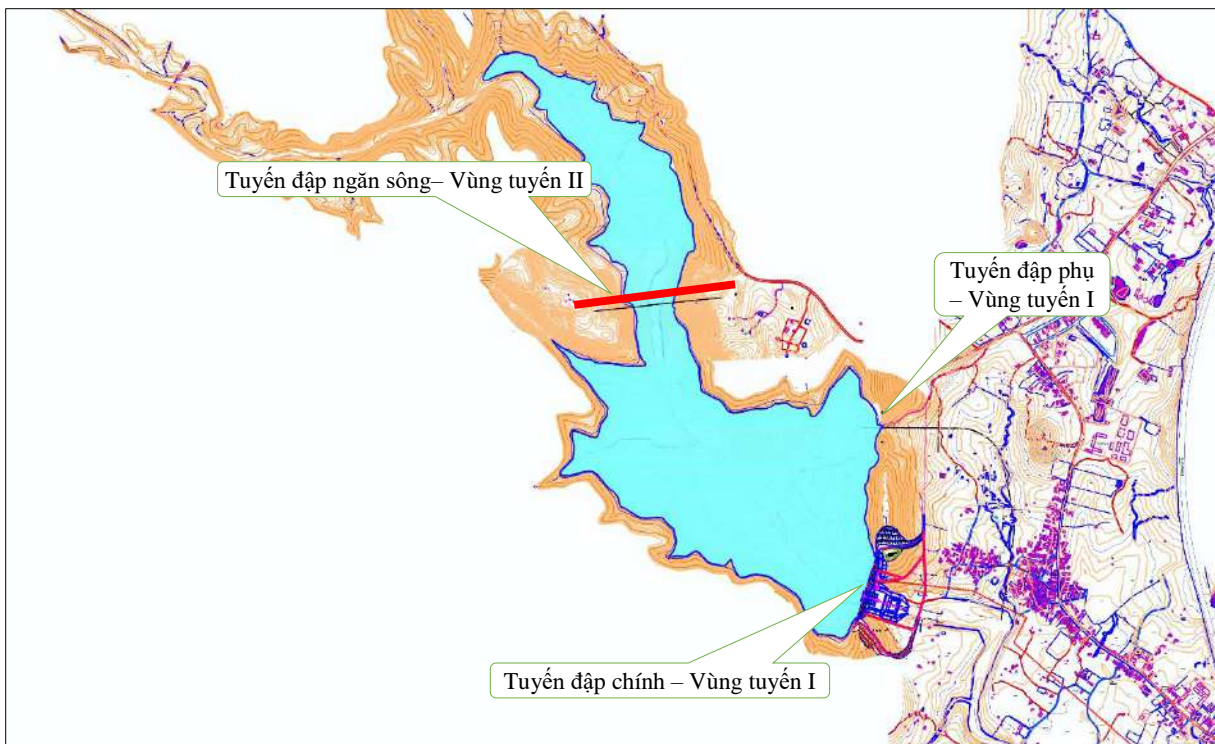 Tuyến đập ngăn sông– Vùng tuyến II
Tuyến đập phụ
– Vùng tuyến I
Tuyến đập chính – Vùng tuyến I